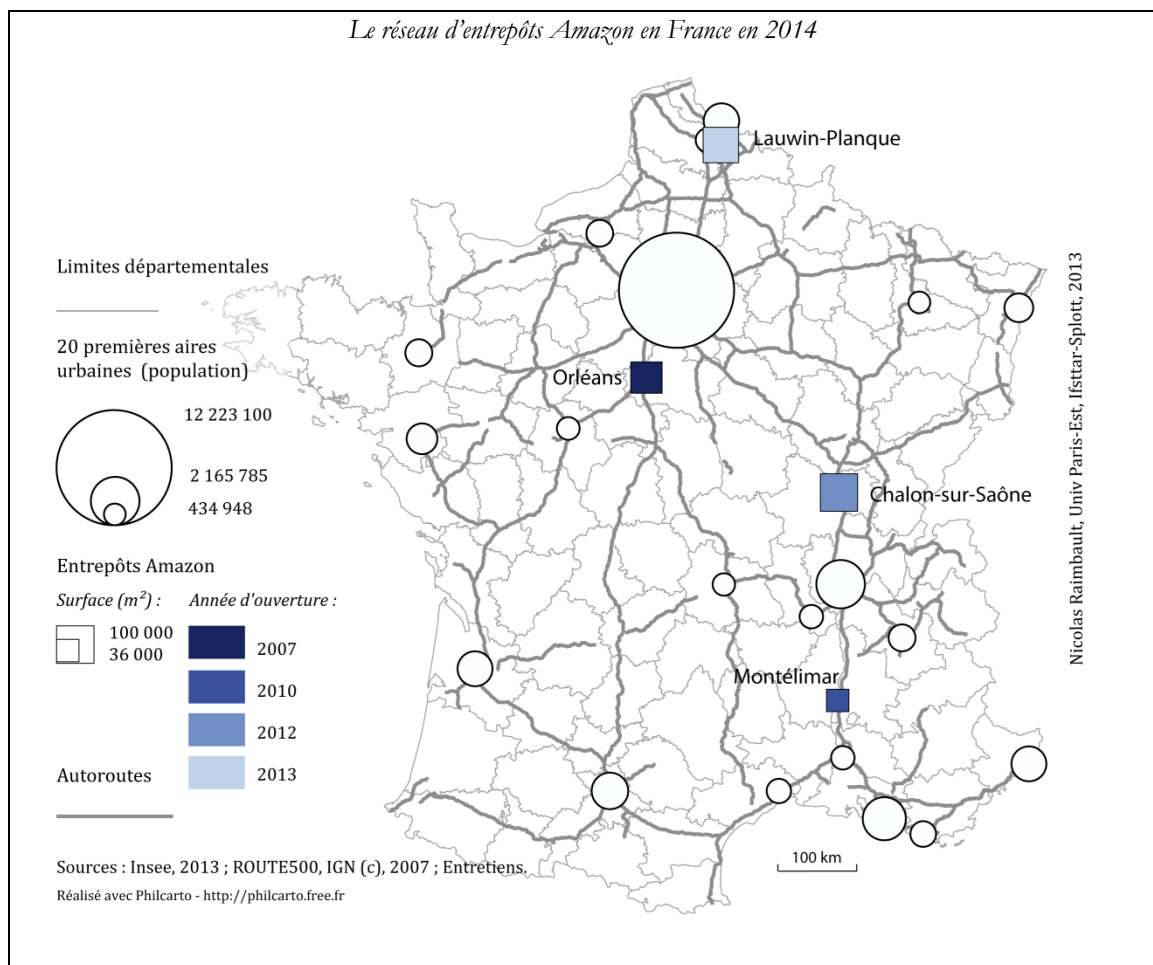 Le réseau d'entrepôts Amazon en France en 2014
Lauwin-Planque
Orléans
Chalon-sur-Saône
Montélimar
Limites départementales
20 premières aires
urbaines (population)
12 223 100
2 165 785
434 948
Entrepôts Amazon
Surface (m²) :
Année d'ouverture :
100 000
36 000
2007
2010
2012
2013
Autoroutes
100 km
Sources : Insee, 2013 ; ROUTE500, IGN (c), 2007 ; Entretiens.
Réalisé avec Philcarto - http://philcarto.free.fr
Nicolas Raimbault, Univ Paris-Est, Ifsttar-Splott, 2013